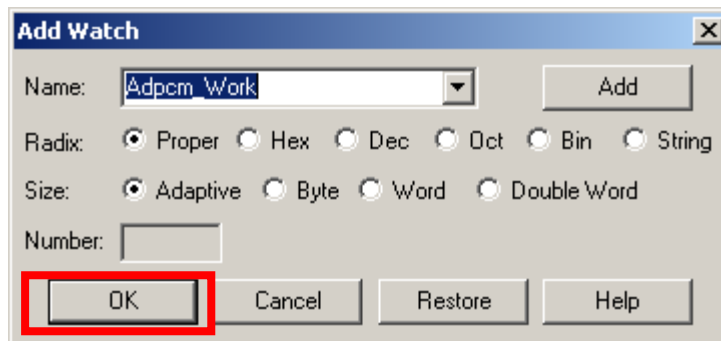 Add Watch
Name: Adpcm_Work Add
Radix: Proper Hex Dec Oct Bin String
Size: Adaptive Byte Word Double Word
Number:
OK Cancel Restore Help